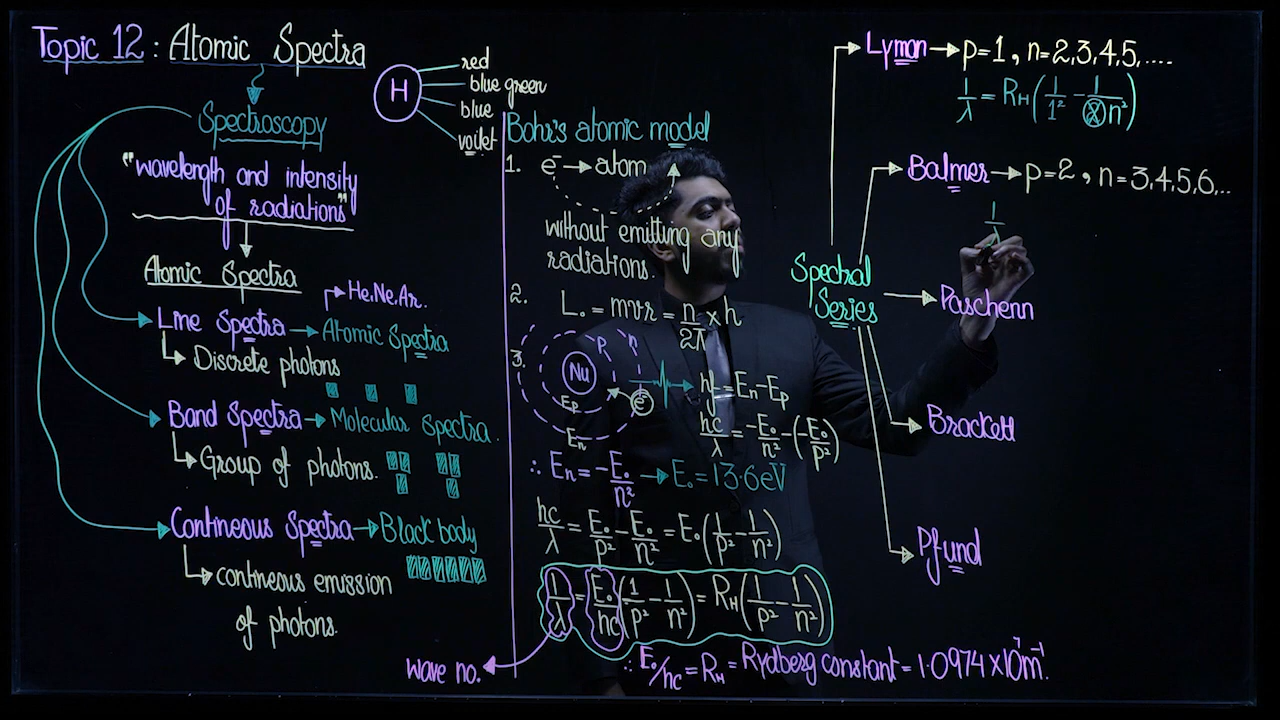 Topic 12 : Atomic Spectra
Spectroscopy
"wavelength and intensity
of radiations"
Atomic Spectra
He.Ne.Ar.
Line Spectra → Atomic Spectra
Discrete photons
Band Spectra → Molecular Spectra.
Group of photons.
Contineous Spectra → Black body
contineous emission
of photons.
H
red
blue green
blue
voilet
Bohr's atomic model
1. e⁻ → atom
without emitting any
radiations.
2. L. = mvr = n/2π × h
3.
Nu
p
n
e⁻
Ep
En
hf = En - Ep
hc/λ = -E₀/n² - (-E₀/p²)
∴ En = -E₀/n² → E₀ = 13.6eV
hc/λ = E₀/p² - E₀/n² = E₀(1/p² - 1/n²)
1/λ = E₀/hc (1/p² - 1/n²) = RH(1/p² - 1/n²)
wave no.
∴ E₀/hc = RH = Rydberg constant = 1.0974 × 10⁷m⁻¹
Spectral
Series
Lyman → p=1, n=2,3,4,5,....
1/λ = RH(1/1² - 1/n²)
Balmer → p=2, n=3,4,5,6,...
1/λ
Paschenn
Brackett
Pfund